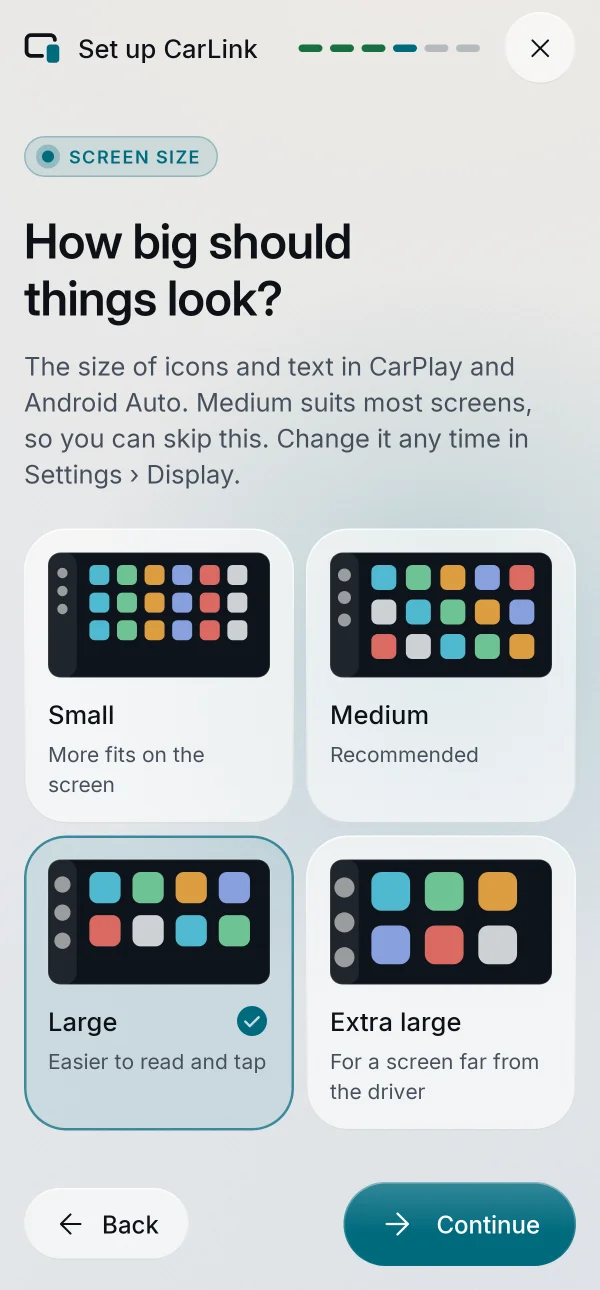 Set up CarLink
SCREEN SIZE
How big should
things look?
The size of icons and text in CarPlay and
Android Auto. Medium suits most screens,
so you can skip this. Change it any time in
Settings › Display.
Small
More fits on the
screen
Medium
Recommended
Large
Easier to read and tap
Extra large
For a screen far from
the driver
Back
Continue